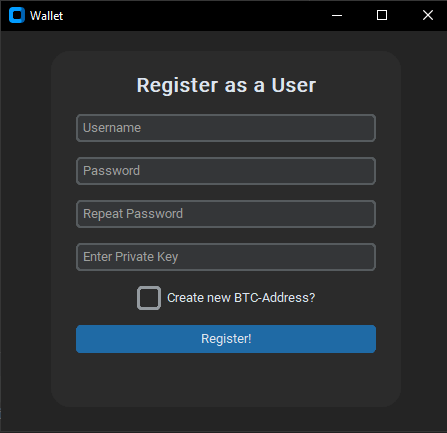 Wallet
Register as a User
Username
Password
Repeat Password
Enter Private Key
Create new BTC-Address?
Register!